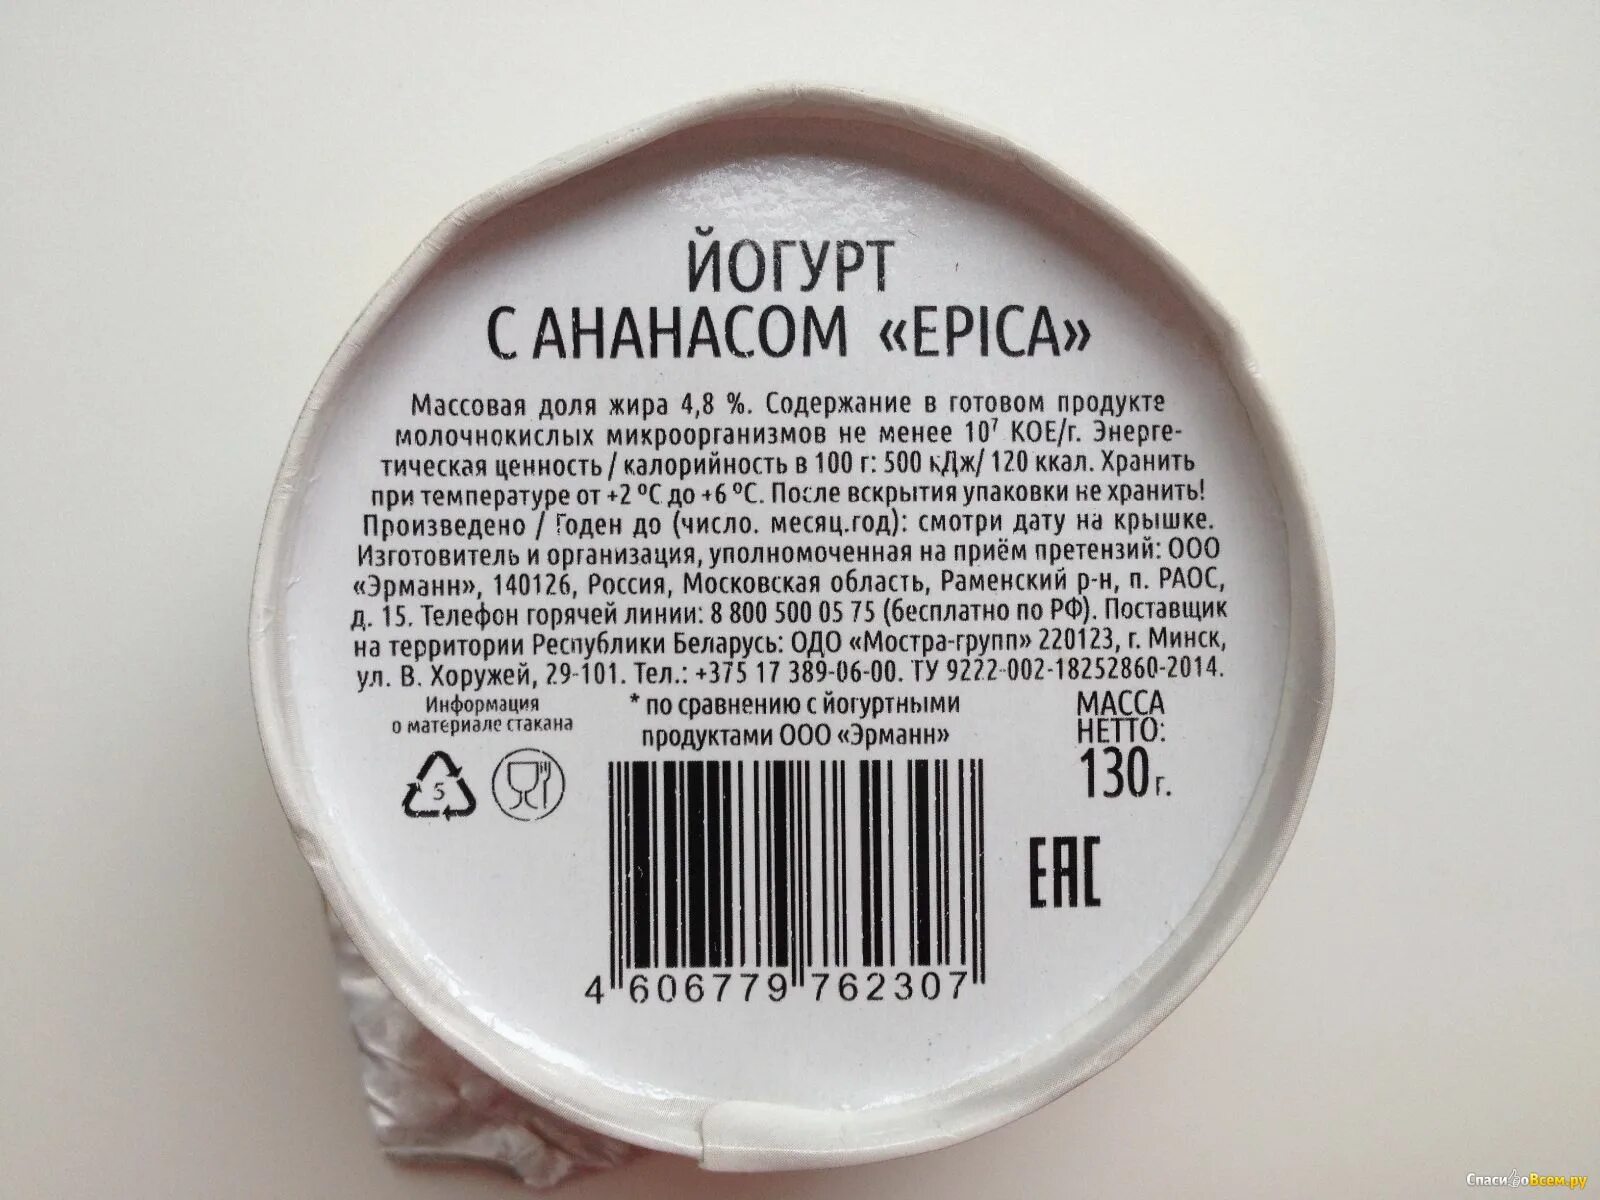 ЙОГУРТ
С АНАНАСОМ «EPICA»
Массовая доля жира 4,8 %. Содержание в готовом продукте
молочнокислых микроорганизмов не менее 10⁷ КОЕ/г. Энерге-
тическая ценность / калорийность в 100 г: 500 кДж/ 120 ккал. Хранить
при температуре от +2 °С до +6 °С. После вскрытия упаковки не хранить!
Произведено / Годен до (число. месяц.год): смотри дату на крышке.
Изготовитель и организация, уполномоченная на приём претензий: ООО
«Эрманн», 140126, Россия, Московская область, Раменский р-н, п. РАОС,
д. 15. Телефон горячей линии: 8 800 500 05 75 (бесплатно по РФ). Поставщик
на территории Республики Беларусь: ОДО «Мостра-групп» 220123, г. Минск,
ул. В. Хоружей, 29-101. Тел.: +375 17 389-06-00. ТУ 9222-002-18252860-2014.
Информация
о материале стакана
* по сравнению с йогуртными
продуктами ООО «Эрманн»
МАССА
НЕТТО:
130 г.
5
EAC
4 606779 762307
СпасибоВсем.ру